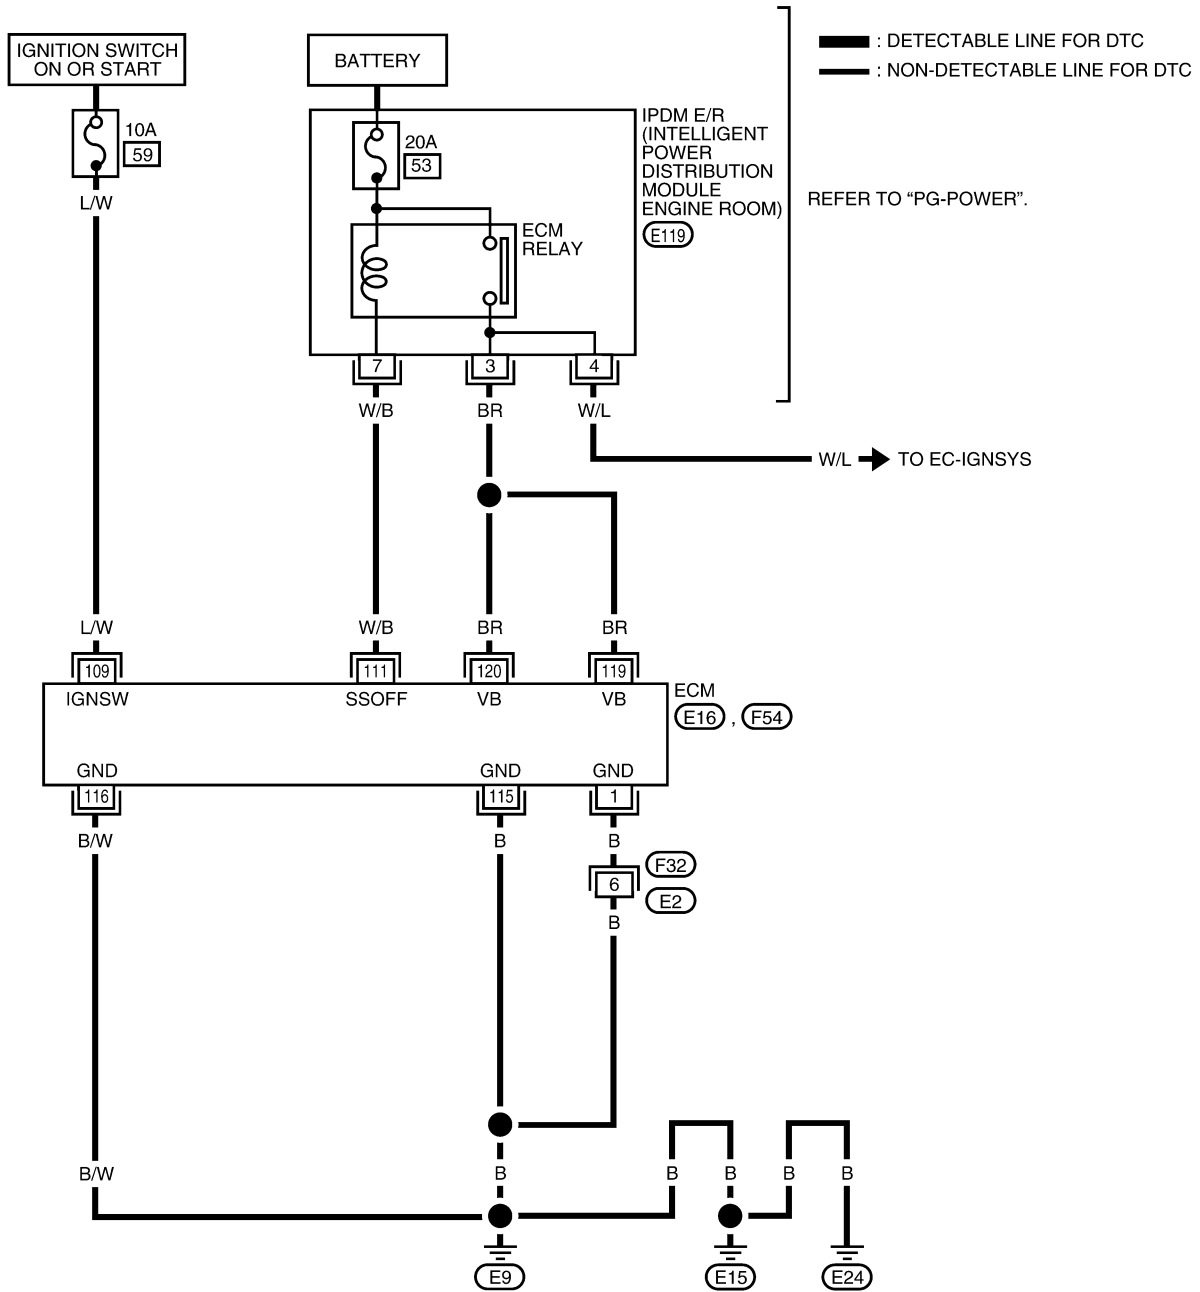 IGNITION SWITCH
ON OR START
BATTERY
: DETECTABLE LINE FOR DTC
: NON-DETECTABLE LINE FOR DTC
10A
59
L/W
20A
53
IPDM E/R
(INTELLIGENT
POWER
DISTRIBUTION
MODULE
ENGINE ROOM)
E119
REFER TO “PG-POWER”.
ECM
RELAY
7
3
4
W/B
BR
W/L
W/L
TO EC-IGNSYS
L/W
W/B
BR
BR
109
111
120
119
IGNSW
SSOFF
VB
VB
ECM
E16 , F54
GND
GND
GND
116
115
1
B/W
B
B
F32
6
E2
B
B/W
B
B
B
B
B
E9
E15
E24